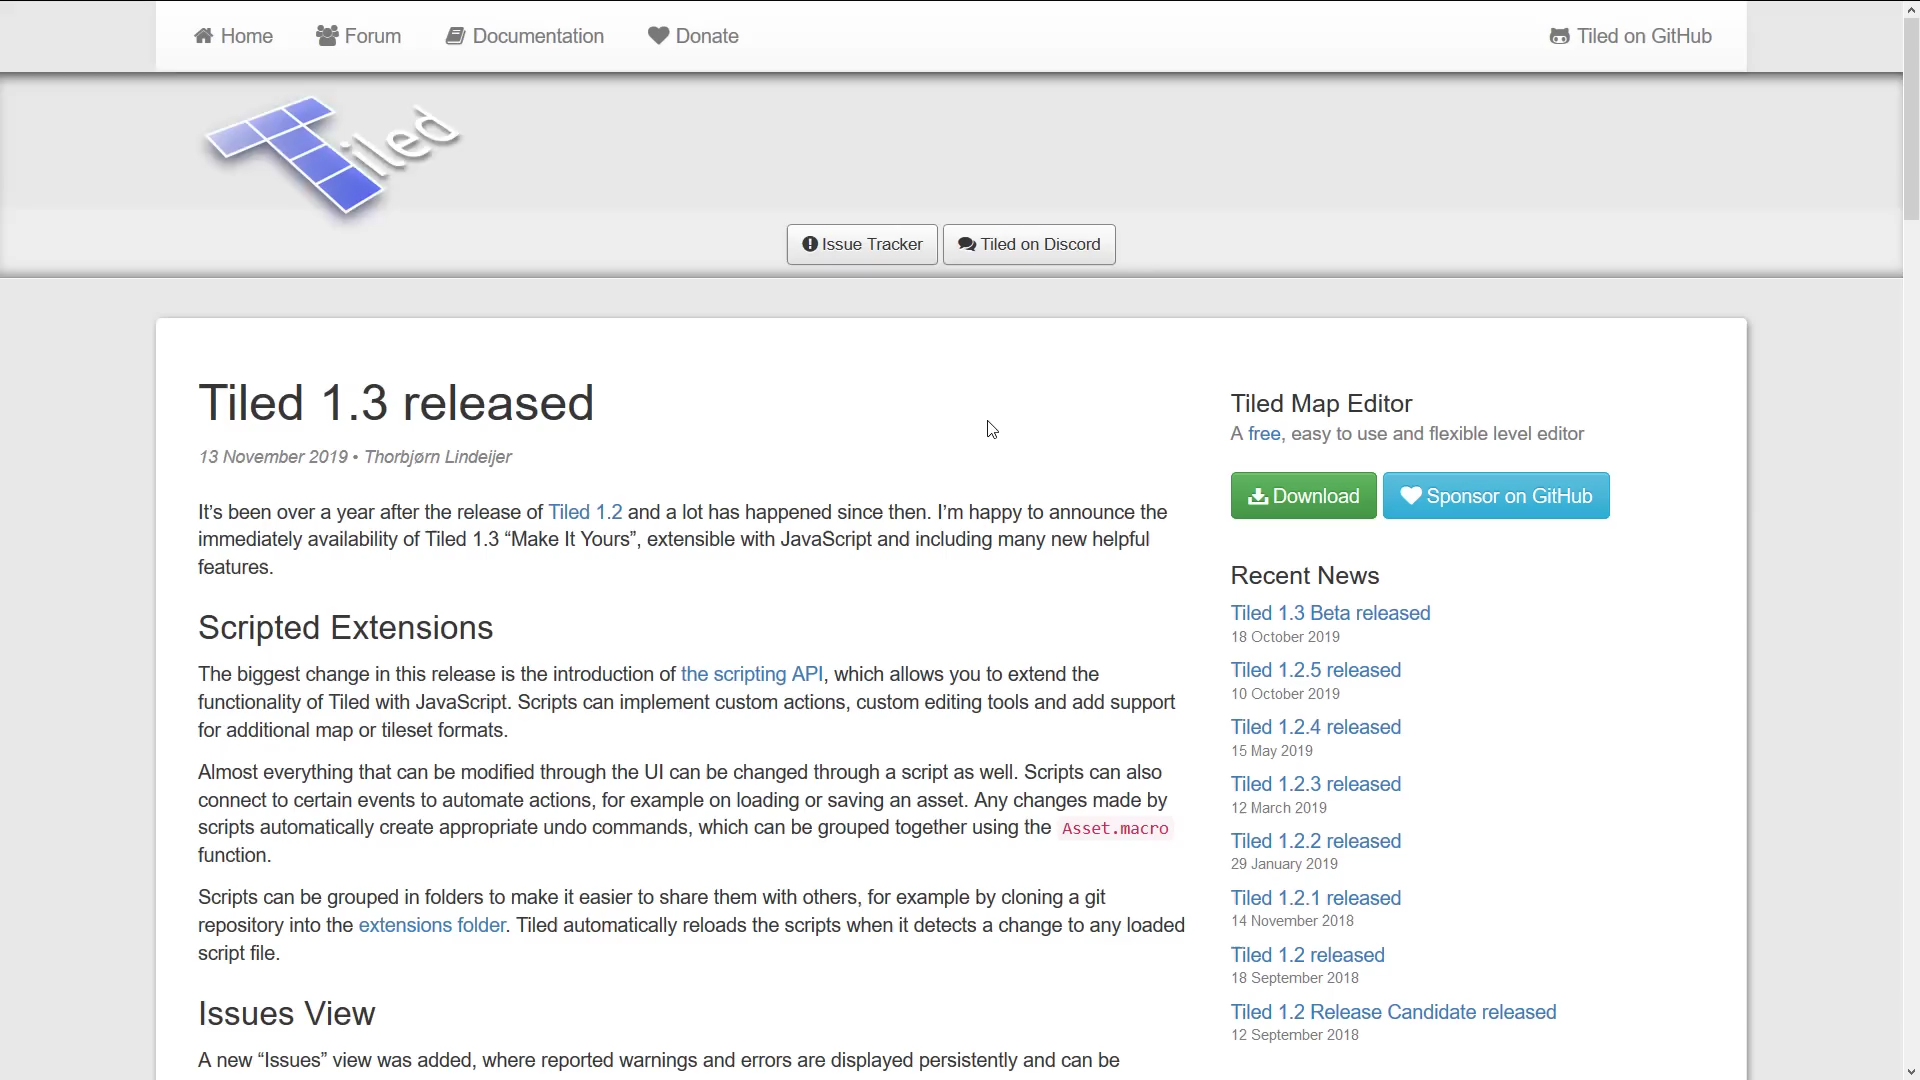 Home
Forum
Documentation
Donate
Tiled on GitHub
Tiled
Issue Tracker
Tiled on Discord
Tiled 1.3 released
13 November 2019 • Thorbjørn Lindeijer
It’s been over a year after the release of Tiled 1.2 and a lot has happened since then. I’m happy to announce the
immediately availability of Tiled 1.3 “Make It Yours”, extensible with JavaScript and including many new helpful
features.
Scripted Extensions
The biggest change in this release is the introduction of the scripting API, which allows you to extend the
functionality of Tiled with JavaScript. Scripts can implement custom actions, custom editing tools and add support
for additional map or tileset formats.
Almost everything that can be modified through the UI can be changed through a script as well. Scripts can also
connect to certain events to automate actions, for example on loading or saving an asset. Any changes made by
scripts automatically create appropriate undo commands, which can be grouped together using the Asset.macro
function.
Scripts can be grouped in folders to make it easier to share them with others, for example by cloning a git
repository into the extensions folder. Tiled automatically reloads the scripts when it detects a change to any loaded
script file.
Issues View
A new “Issues” view was added, where reported warnings and errors are displayed persistently and can be
Tiled Map Editor
A free, easy to use and flexible level editor
Download
Sponsor on GitHub
Recent News
Tiled 1.3 Beta released
18 October 2019
Tiled 1.2.5 released
10 October 2019
Tiled 1.2.4 released
15 May 2019
Tiled 1.2.3 released
12 March 2019
Tiled 1.2.2 released
29 January 2019
Tiled 1.2.1 released
14 November 2018
Tiled 1.2 released
18 September 2018
Tiled 1.2 Release Candidate released
12 September 2018